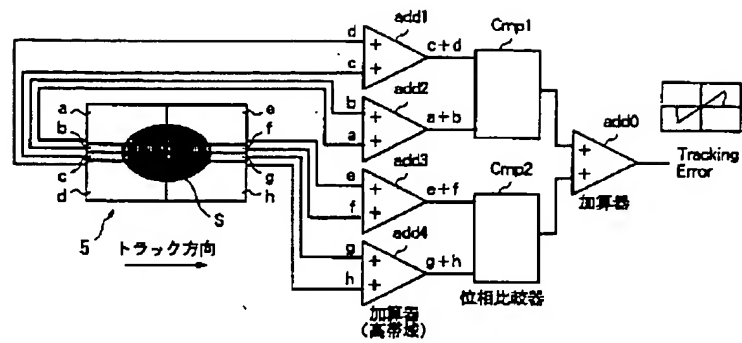 add1
d
c
c+d
Cmp1
add2
b
a
a+b
add3
e
f
e+f
Cmp2
add4
g
h
g+h
位相比較器
加算器
(高帯域)
add0
加算器
Tracking
Error
a
b
c
d
e
f
g
h
S
5
トラック方向